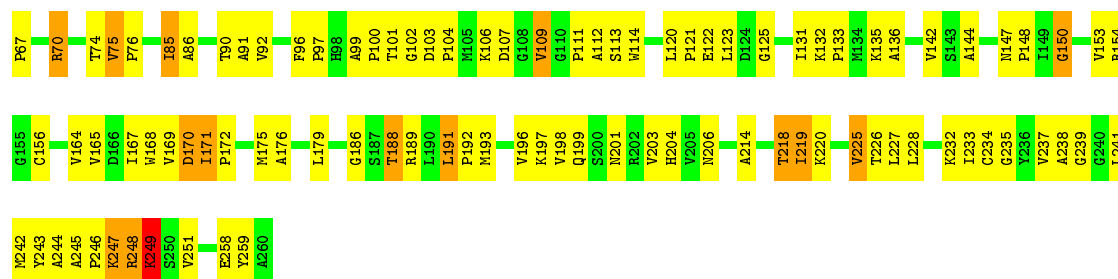 P67 R70 T74 V75 P76 I85 A86 T90 A91 V92 F96 P97 H98 A99 P100 T101 G102 D103 P104 M105 K106 D107 G108 V109 G110 P111 A112 S113 W114 L120 P121 E122 L123 D124 G125 I131 K132 P133 M134 K135 A136 V142 S143 A144 N147 P148 I149 G150 V153 R154
G155 C156 V164 V165 D166 I167 W168 V169 D170 I171 P172 M175 A176 L179 G186 S187 T188 R189 L190 L191 P192 M193 V196 K197 V198 Q199 S200 N201 R202 V203 H204 V205 N206 A214 T218 I219 K220 V225 T226 L227 L228 K232 I233 C234 G235 Y236 V237 A238 G239 G240 L241
M242 Y243 A244 A245 P246 K247 R248 K249 S250 V251 E258 Y259 A260